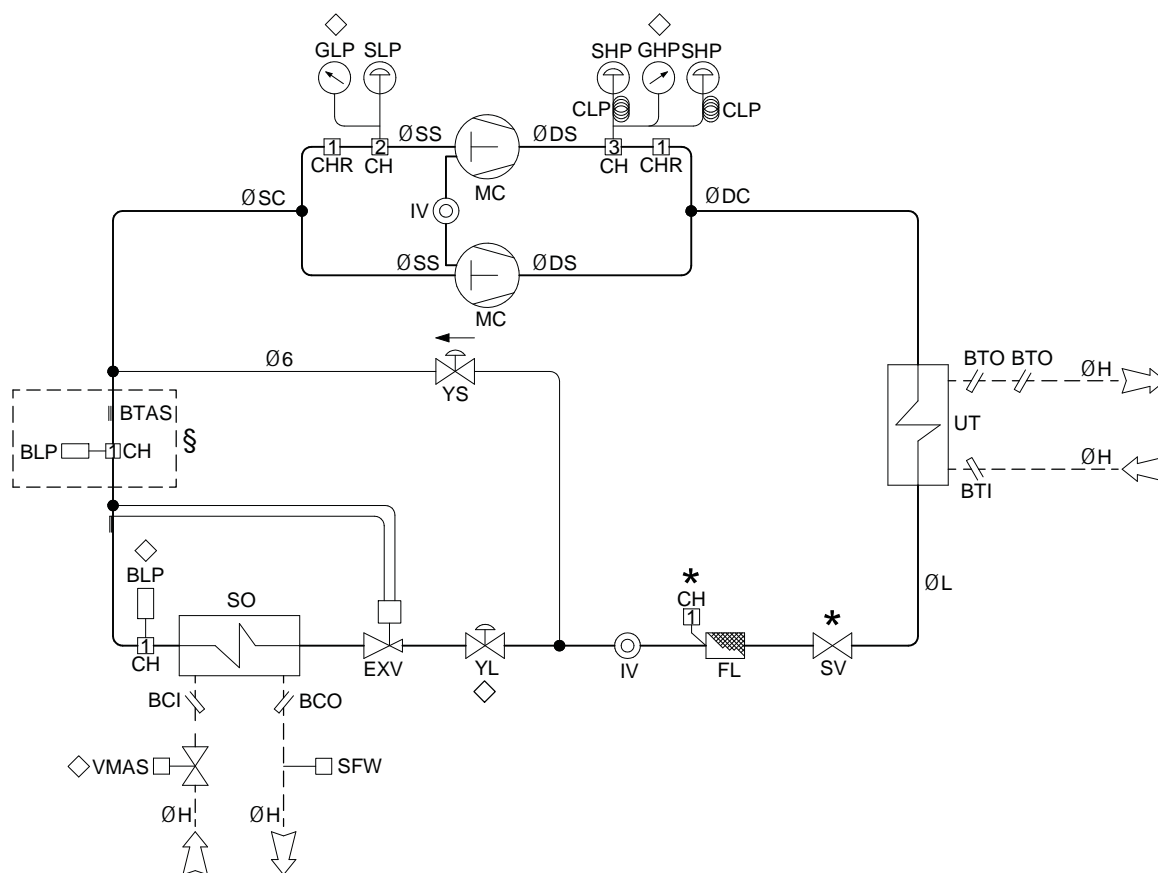 GLP SLP SHP GHP SHP
CLP CLP
ØSS ØDS
1 2 3 1
CHR CH CH CHR
MC
ØSC IV ØDC
ØSS ØDS
MC
Ø6
YS
BTO BTO ØH
BTAS
UT
BLP 1 CH §
ØH
BTI
BLP
SO
* CH
1
*
ØL
1
CH
EXV YL IV FL SV
BCI BCO
VMAS SFW
ØH ØH